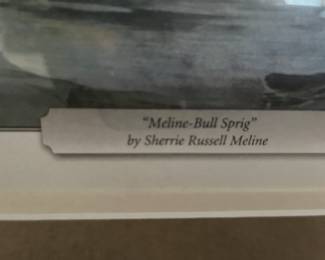 “Meline-Bull Sprig”
by Sherrie Russell Meline